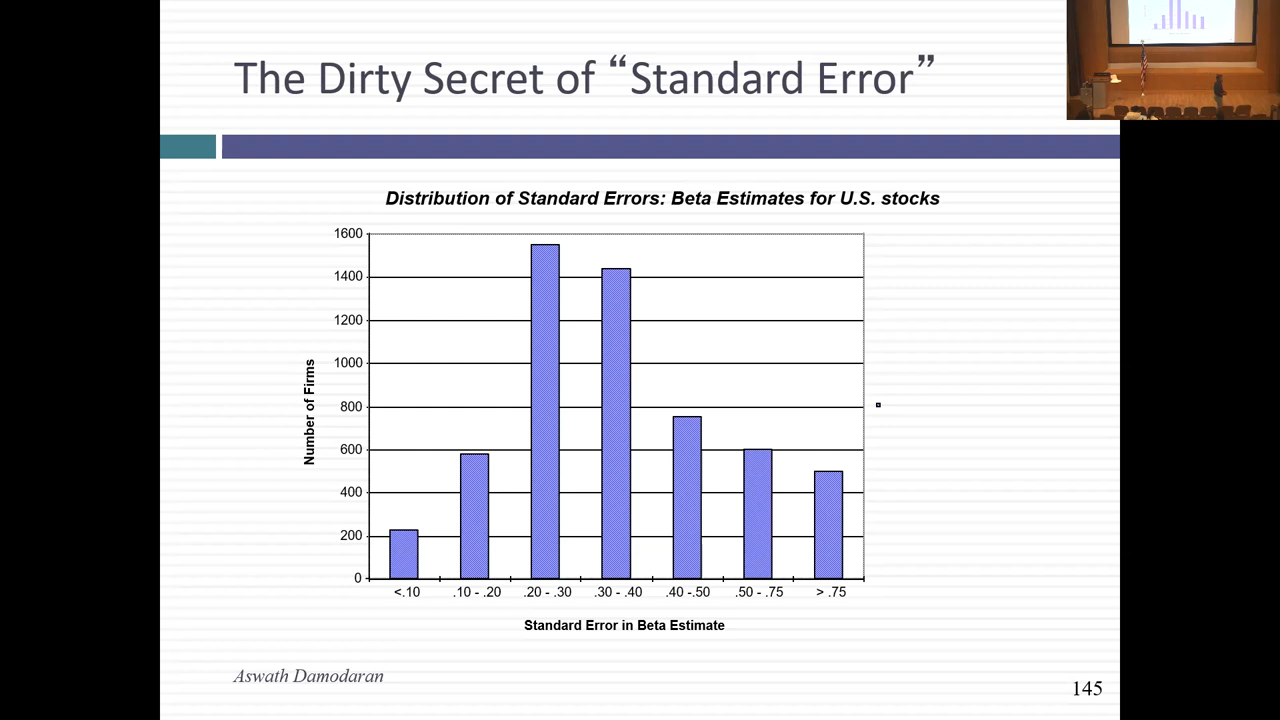 The Dirty Secret of “Standard Error”
Distribution of Standard Errors: Beta Estimates for U.S. stocks
1600
1400
1200
1000
800
600
400
200
0
Number of Firms
<.10 .10 - .20 .20 - .30 .30 - .40 .40 -.50 .50 - .75 > .75
Standard Error in Beta Estimate
Aswath Damodaran
145